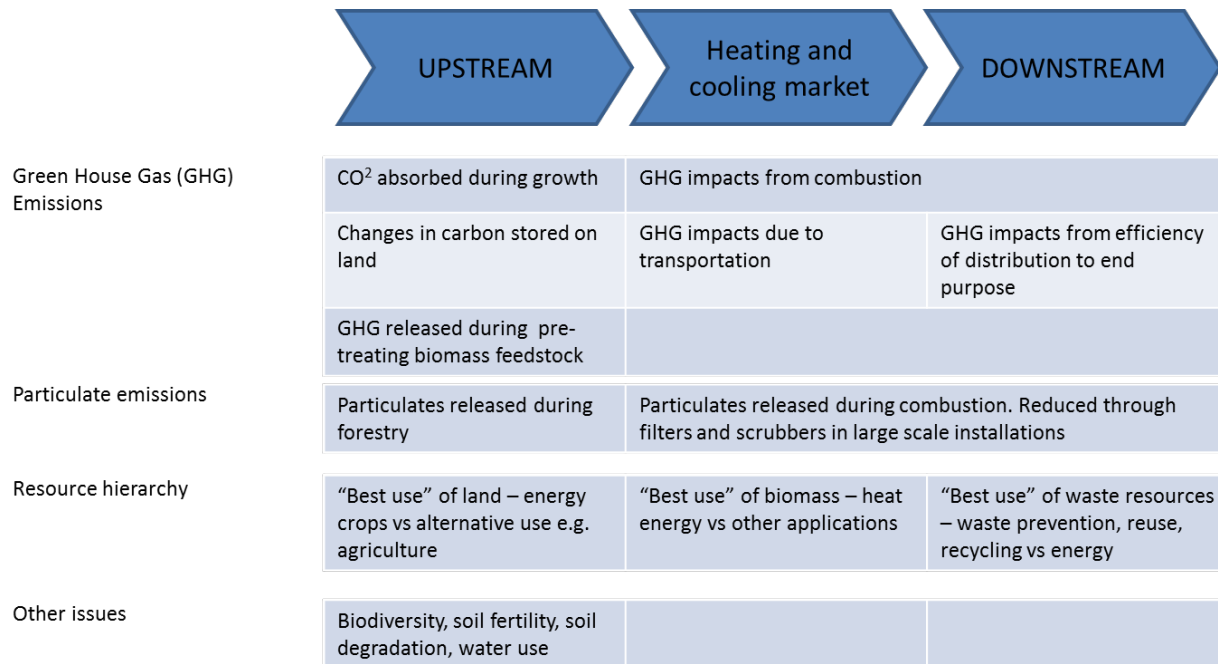 UPSTREAM
Heating and
cooling market
DOWNSTREAM
Green House Gas (GHG)
Emissions
CO² absorbed during growth
GHG impacts from combustion
Changes in carbon stored on
land
GHG impacts due to
transportation
GHG impacts from efficiency
of distribution to end
purpose
GHG released during  pre-
treating biomass feedstock
Particulate emissions
Particulates released during
forestry
Particulates released during combustion. Reduced through
filters and scrubbers in large scale installations
Resource hierarchy
“Best use” of land – energy
crops vs alternative use e.g.
agriculture
“Best use” of biomass – heat
energy vs other applications
“Best use” of waste resources
– waste prevention, reuse,
recycling vs energy
Other issues
Biodiversity, soil fertility, soil
degradation, water use